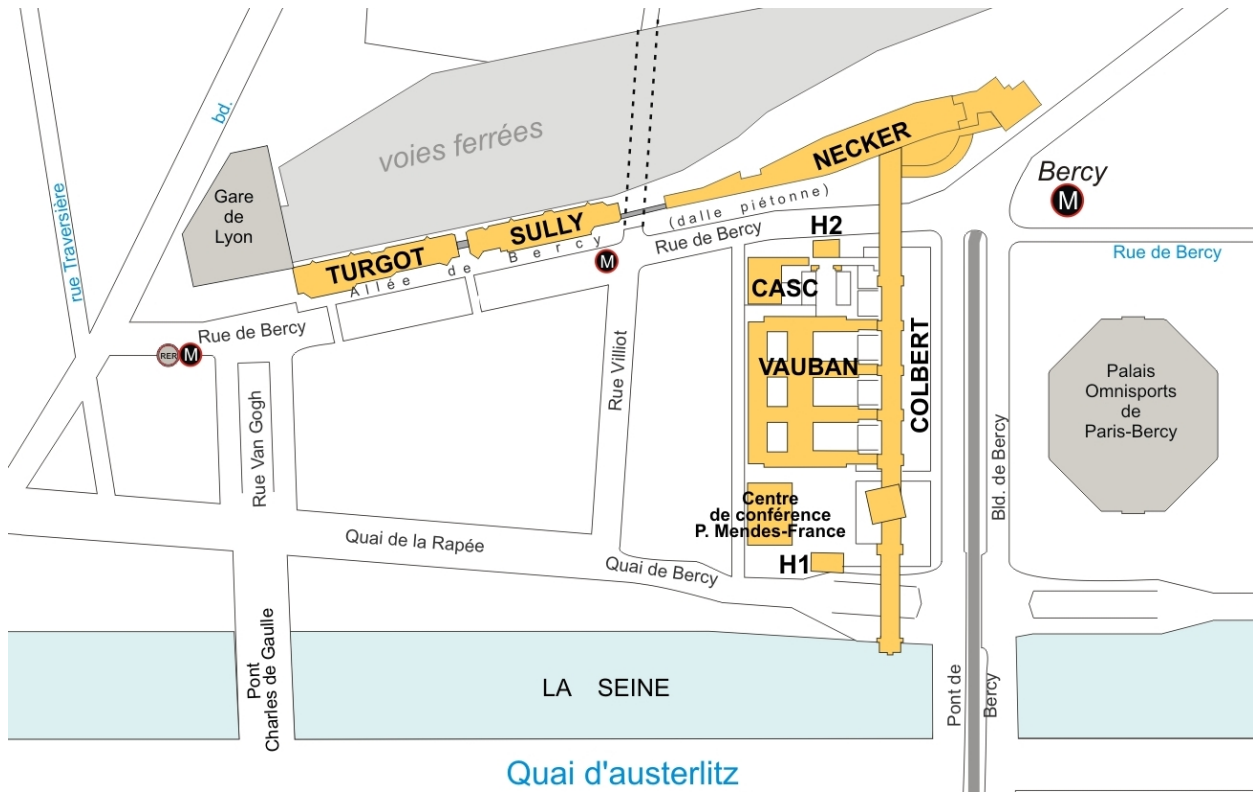 bd.
voies ferrées
NECKER
Bercy
M
rue Traversière
Gare
de
Lyon
(dalle piétonne)
SULLY
H2
Rue de Bercy
Rue de Bercy
TURGOT
M
Allée de Bercy
CASC
Rue de Bercy
RER M
COLBERT
VAUBAN
Rue Villiot
Palais
Omnisports
de
Paris-Bercy
Rue Van Gogh
Bld. de Bercy
Centre
de conférence
P. Mendes-France
Quai de la Rapée
H1
Quai de Bercy
Pont
Charles de Gaulle
LA SEINE
Pont de
Bercy
Quai d'austerlitz